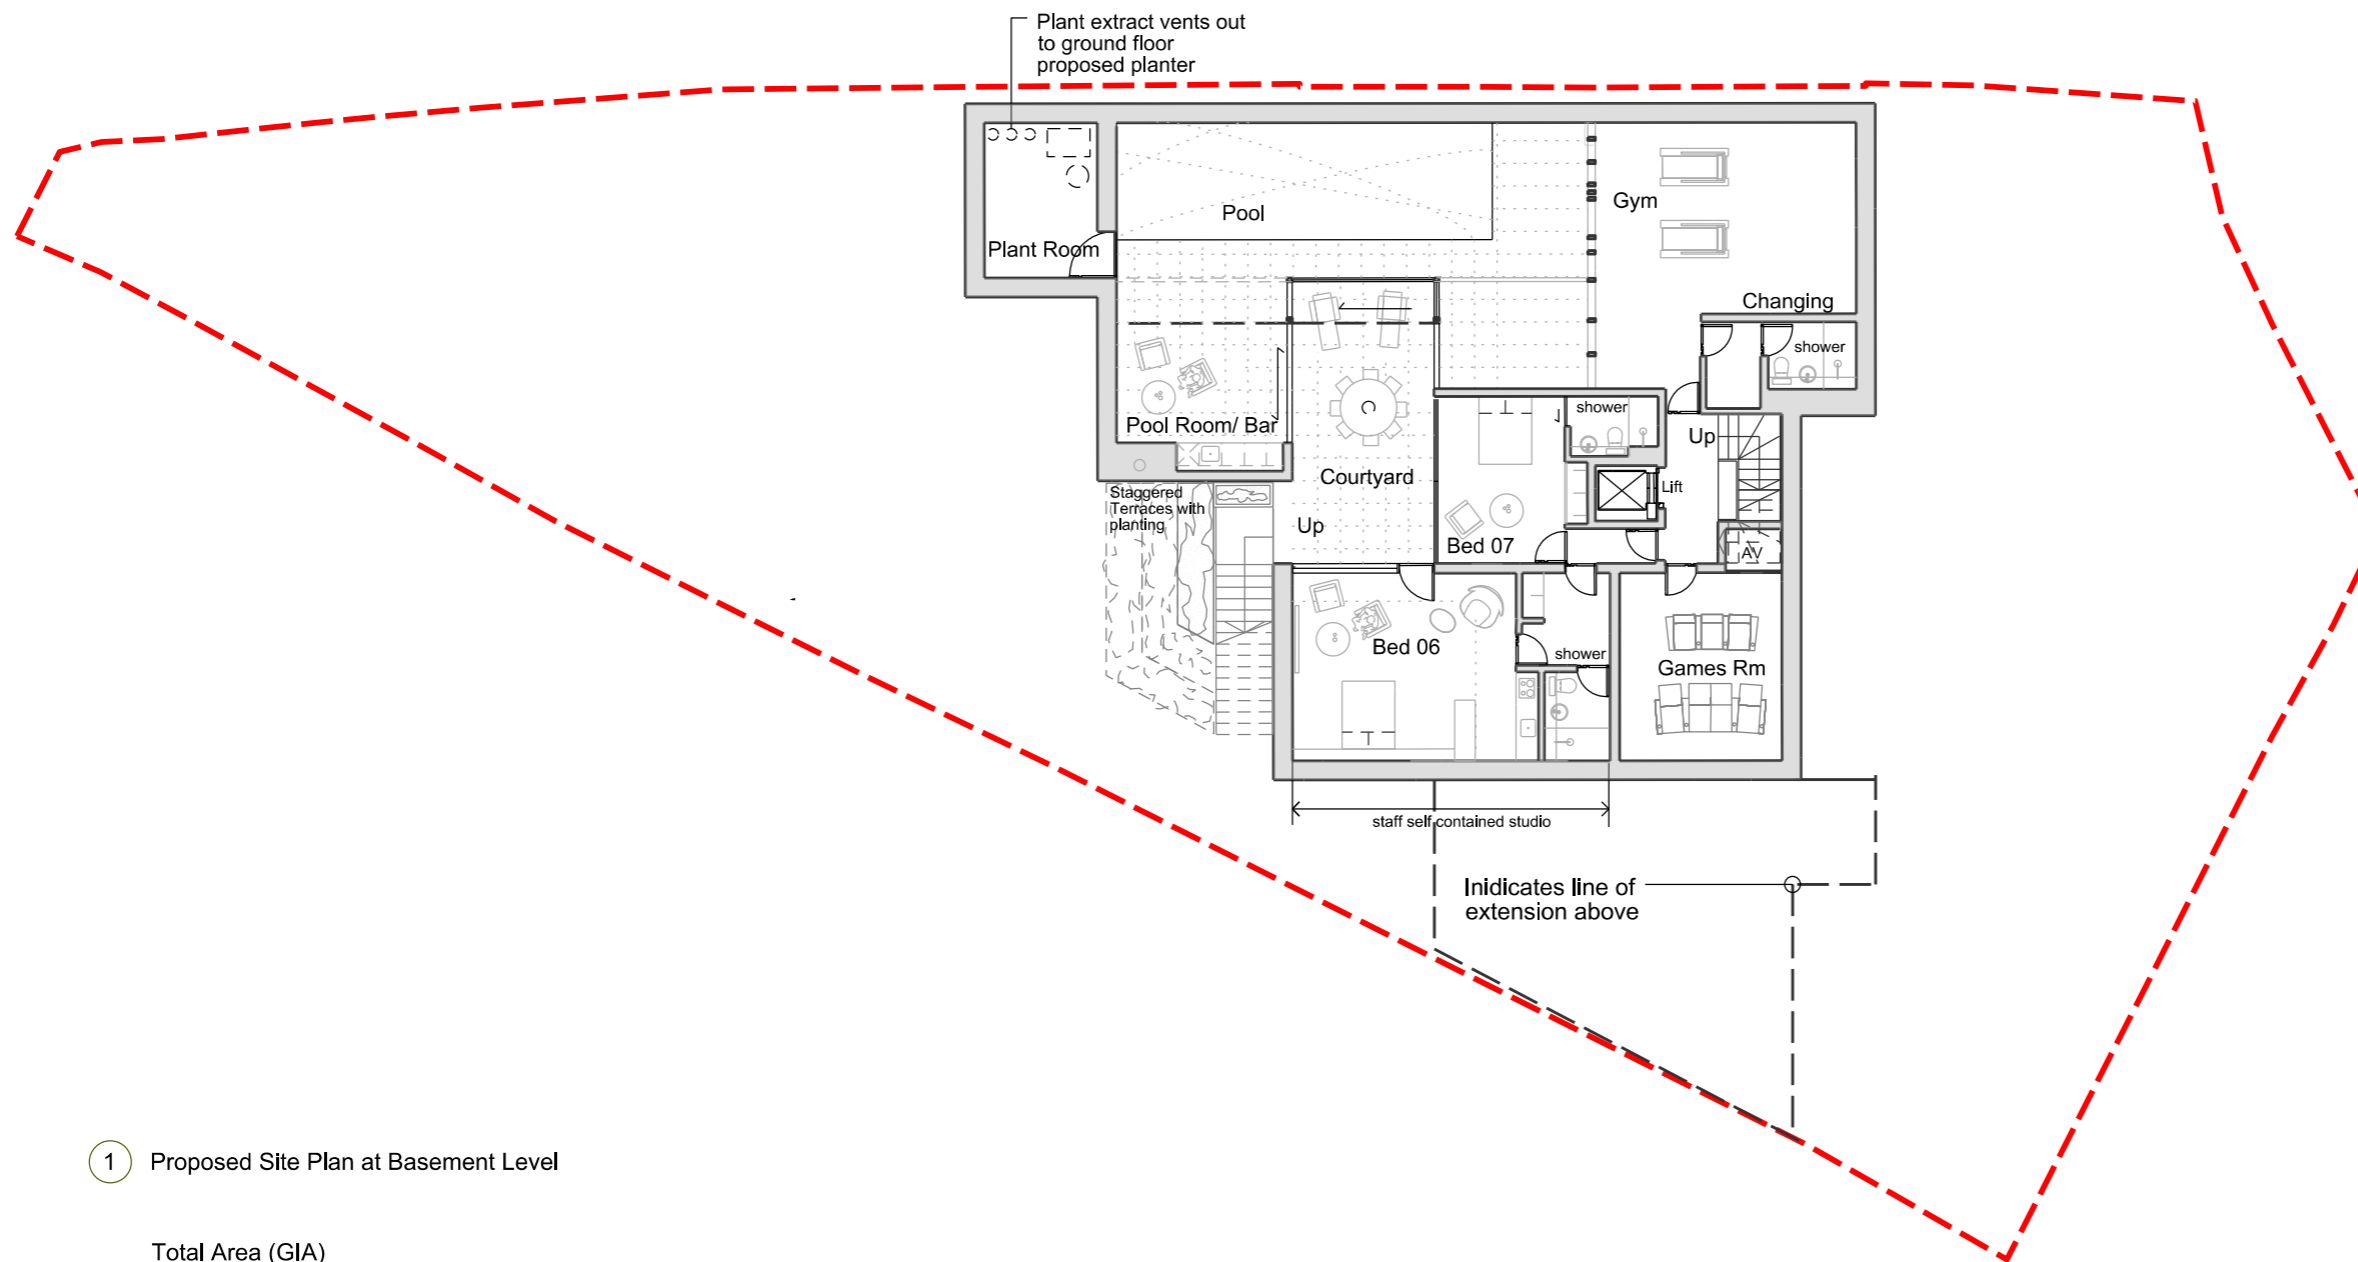 Plant extract vents out
to ground floor
proposed planter
Pool
Gym
Plant Room
Changing
shower
shower
Pool Room/ Bar
Up
Courtyard
Lift
Staggered
Terraces with
planting
Up
Bed 07
AV
Bed 06
shower
Games Rm
staff self contained studio
Inidicates line of
extension above
1 Proposed Site Plan at Basement Level
Total Area (GIA)